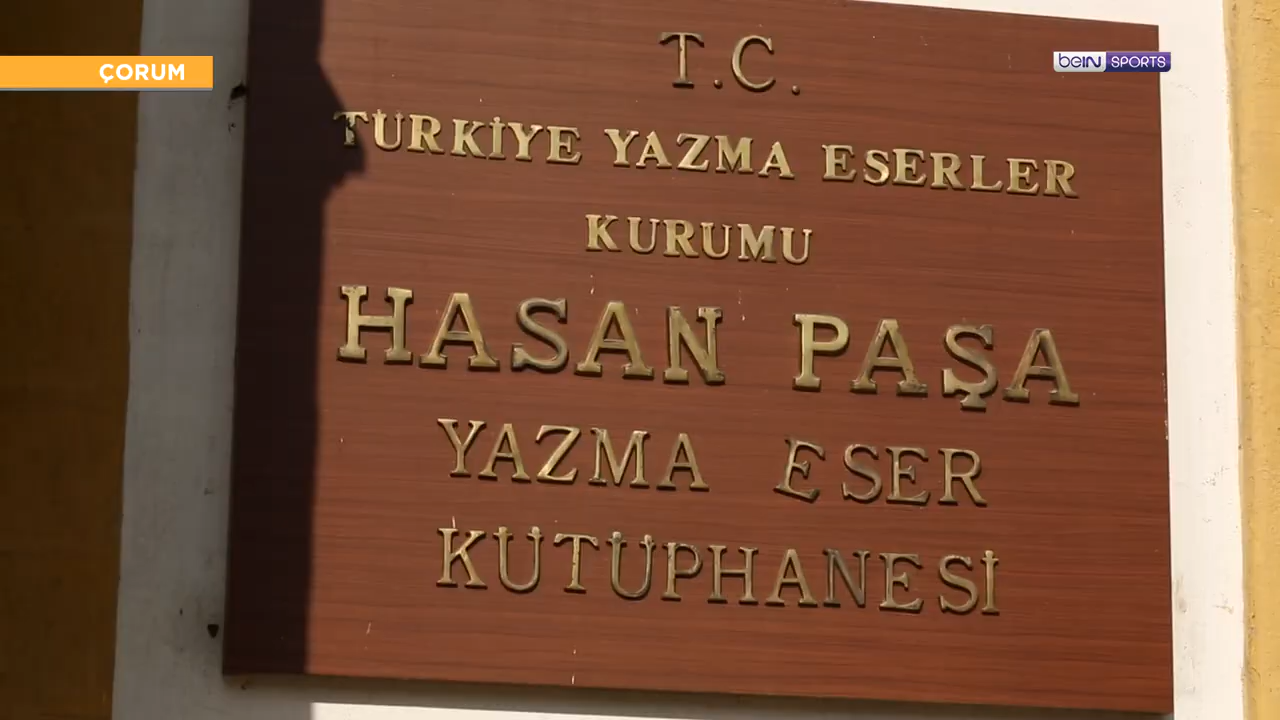 ÇORUM
beIN SPORTS
T.C.
TÜRKİYE YAZMA ESERLER
KURUMU
HASAN PAŞA
YAZMA ESER
KÜTÜPHANESİ